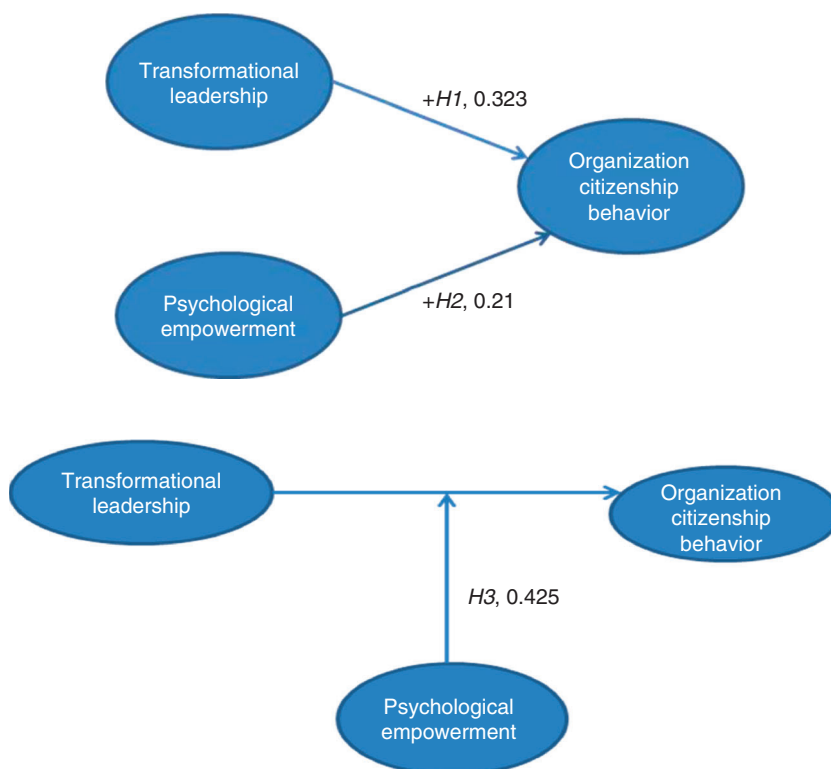 Transformational
leadership
+H1, 0.323
Organization
citizenship
behavior
Psychological
empowerment
+H2, 0.21
Transformational
leadership
Organization
citizenship
behavior
H3, 0.425
Psychological
empowerment